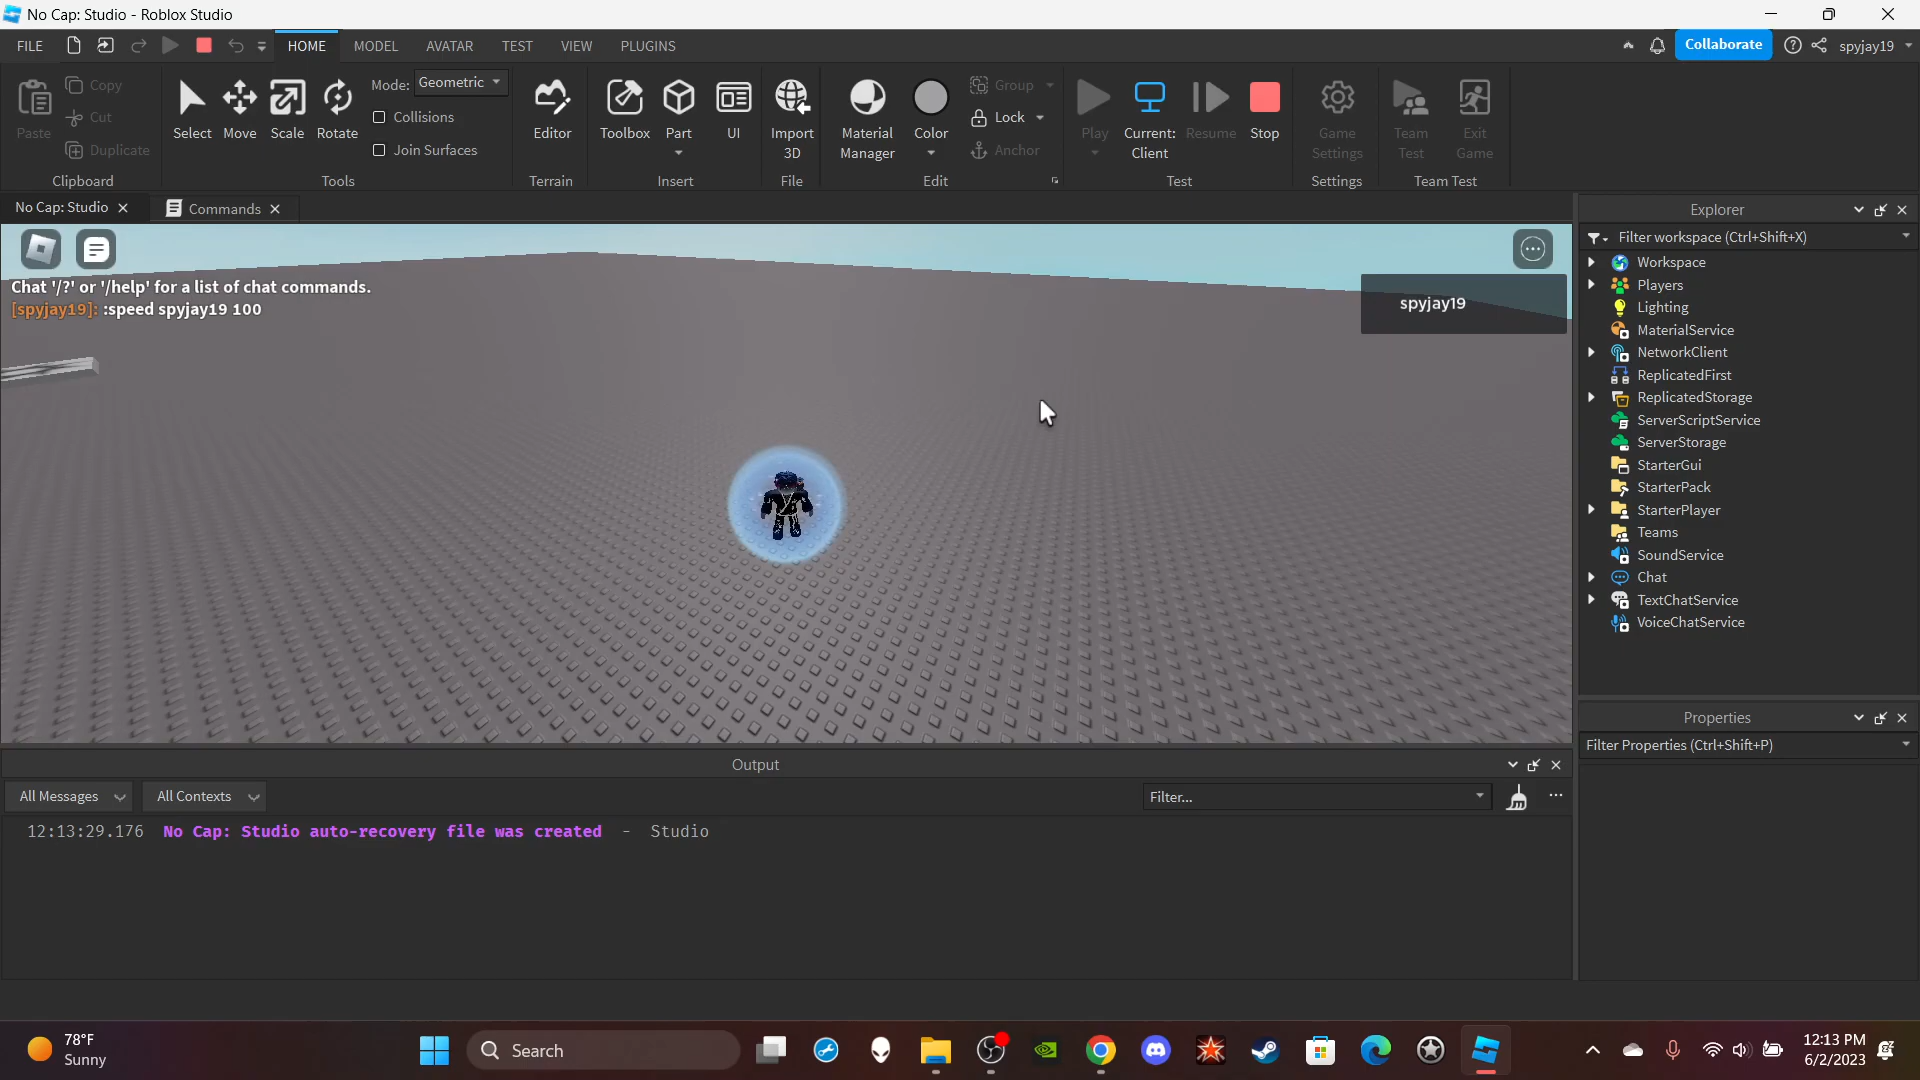 No Cap: Studio - Roblox Studio
FILE HOME MODEL AVATAR TEST VIEW PLUGINS Collaborate spyjay19
Paste
Copy
Cut
Duplicate
Clipboard
Select Move Scale Rotate
Mode: Geometric
Collisions
Join Surfaces
Tools
Editor
Terrain
Toolbox Part UI
Insert
Import 3D
File
Material Manager
Color
Group
Lock
Anchor
Edit
Play
Current: Client
Resume Stop
Test
Game Settings
Settings
Team Test
Exit Game
Team Test
No Cap: Studio
Commands
Chat '/?' or '/help' for a list of chat commands.
[spyjay19]: :speed spyjay19 100
spyjay19
Explorer
Filter workspace (Ctrl+Shift+X)
Workspace
Players
Lighting
MaterialService
NetworkClient
ReplicatedFirst
ReplicatedStorage
ServerScriptService
ServerStorage
StarterGui
StarterPack
StarterPlayer
Teams
SoundService
Chat
TextChatService
VoiceChatService
Properties
Filter Properties (Ctrl+Shift+P)
Output
All Messages All Contexts Filter...
12:13:29.176 No Cap: Studio auto-recovery file was created - Studio
78°F
Sunny
Search
12:13 PM
6/2/2023